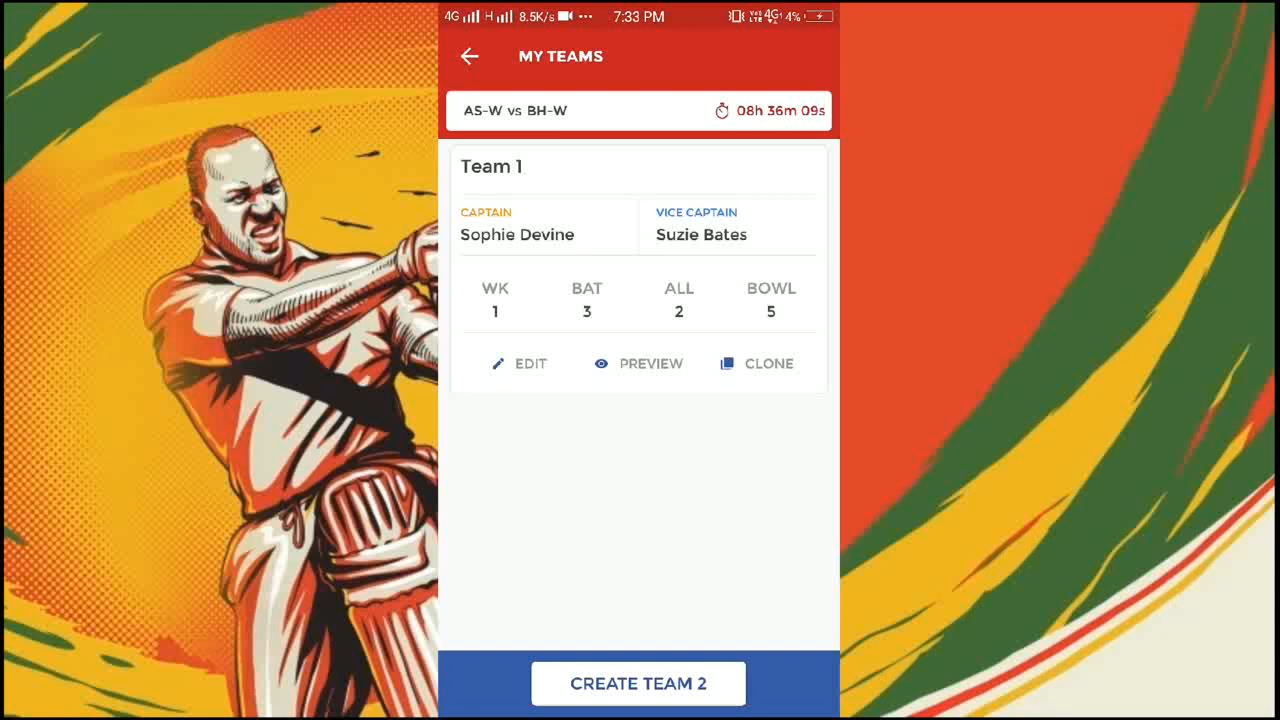 4G H 8.5K/s ... 7:33 PM 4G 4%
MY TEAMS
AS-W vs BH-W 08h 36m 09s
Team 1
CAPTAIN VICE CAPTAIN
Sophie Devine Suzie Bates
WK BAT ALL BOWL
1 3 2 5
EDIT PREVIEW CLONE
CREATE TEAM 2